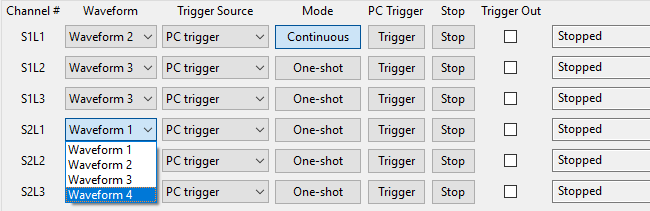 Channel # Waveform Trigger Source Mode PC Trigger Stop Trigger Out
S1L1 Waveform 2 PC trigger Continuous Trigger Stop Stopped
S1L2 Waveform 3 PC trigger One-shot Trigger Stop Stopped
S1L3 Waveform 3 PC trigger One-shot Trigger Stop Stopped
S2L1 Waveform 1 PC trigger One-shot Trigger Stop Stopped
Waveform 1
Waveform 2
S2L2 PC trigger One-shot Trigger Stop Stopped
Waveform 3
Waveform 4
S2L3 PC trigger One-shot Trigger Stop Stopped